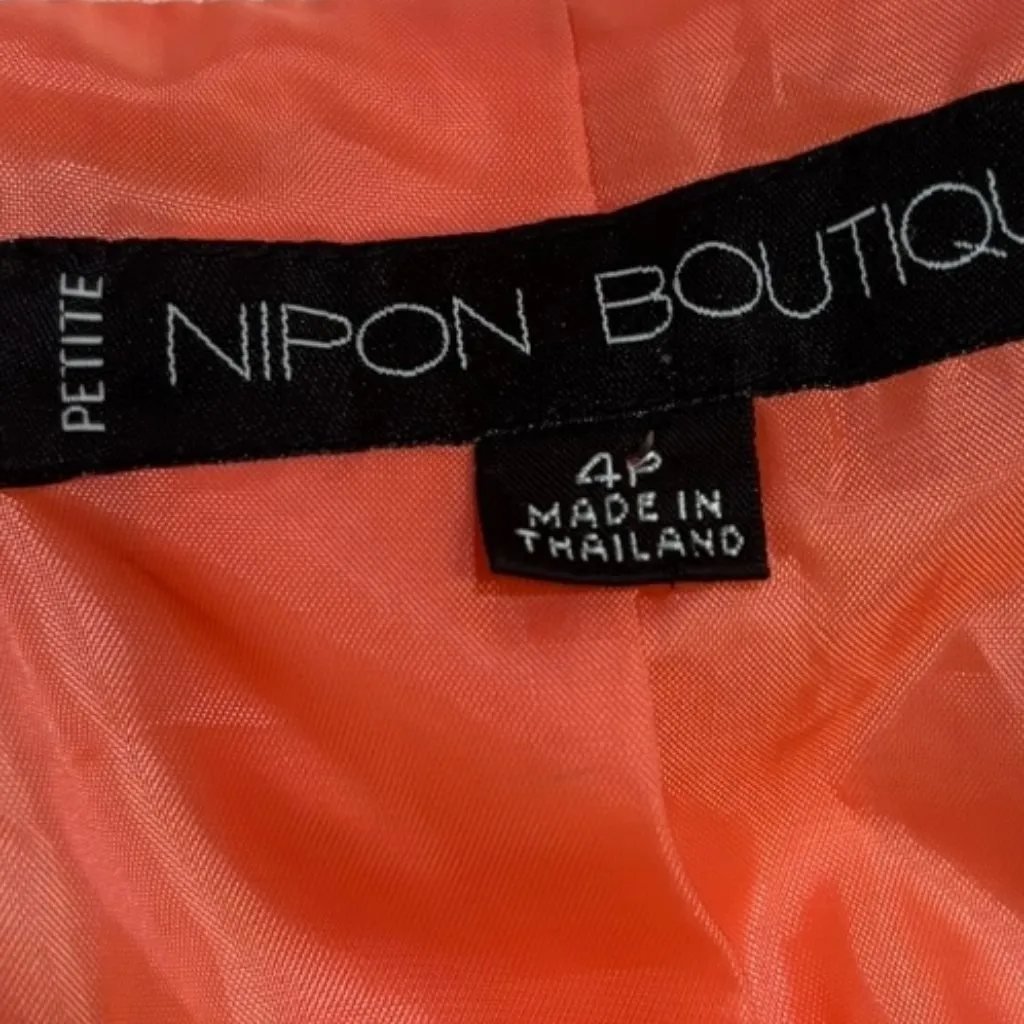 PETITE
NIPON BOUTIQU
4P
MADE IN
THAILAND